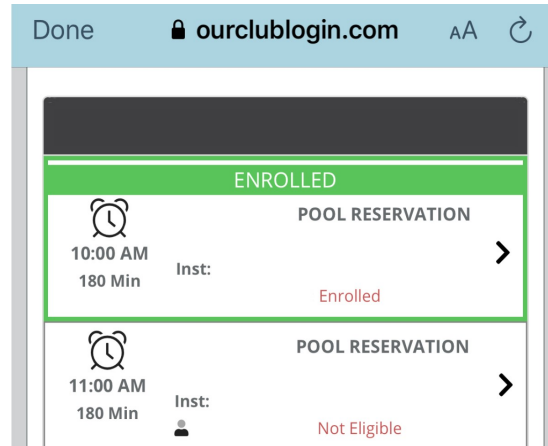 Done ourclublogin.com AA
ENROLLED
POOL RESERVATION
10:00 AM
180 Min
Inst:
Enrolled
POOL RESERVATION
11:00 AM
180 Min
Inst:
Not Eligible